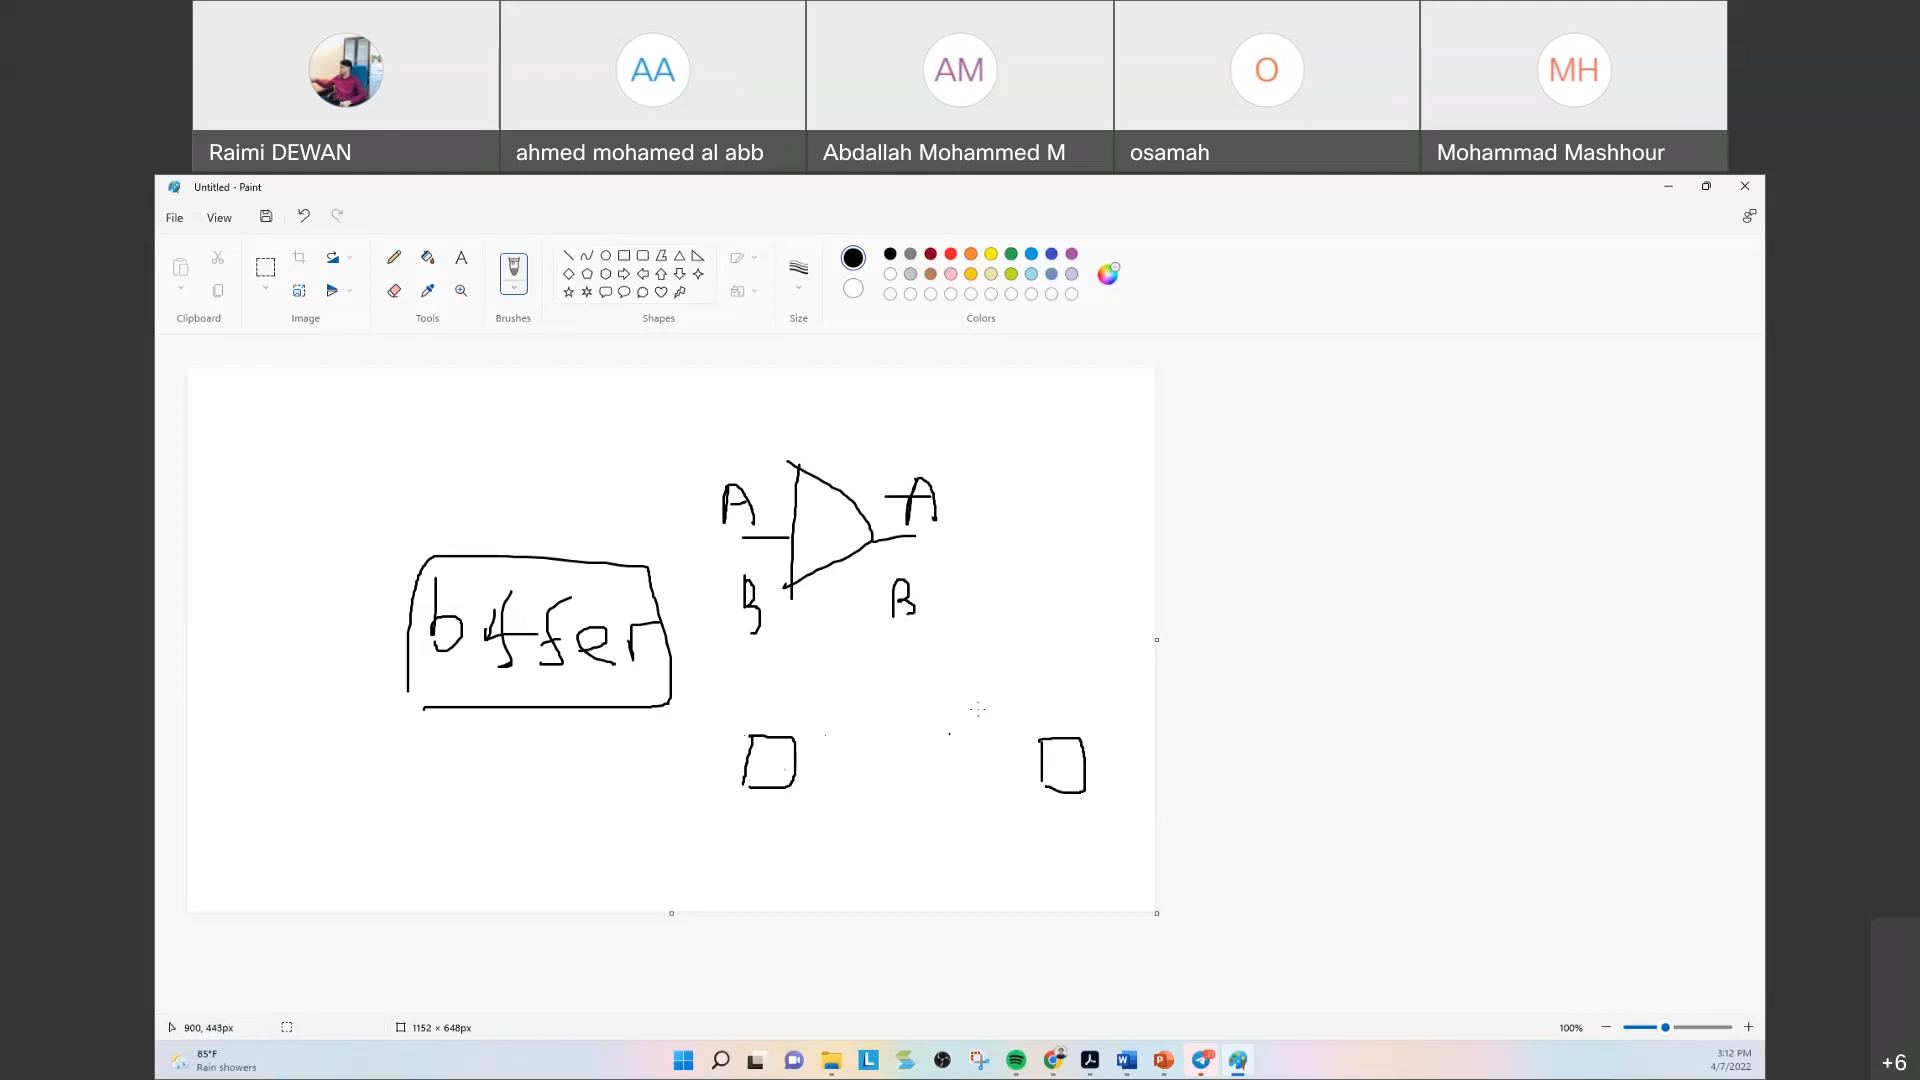 AA
AM
O
MH
Raimi DEWAN
ahmed mohamed al abb
Abdallah Mohammed M
osamah
Mohammad Mashhour
Untitled - Paint
File View
A
Clipboard
Image
Tools
Brushes
Shapes
Size
Colors
A
A
B
B
buffer
900, 443px
1152 × 648px
100%
85°F
Rain showers
3:12 PM
4/7/2022
+6